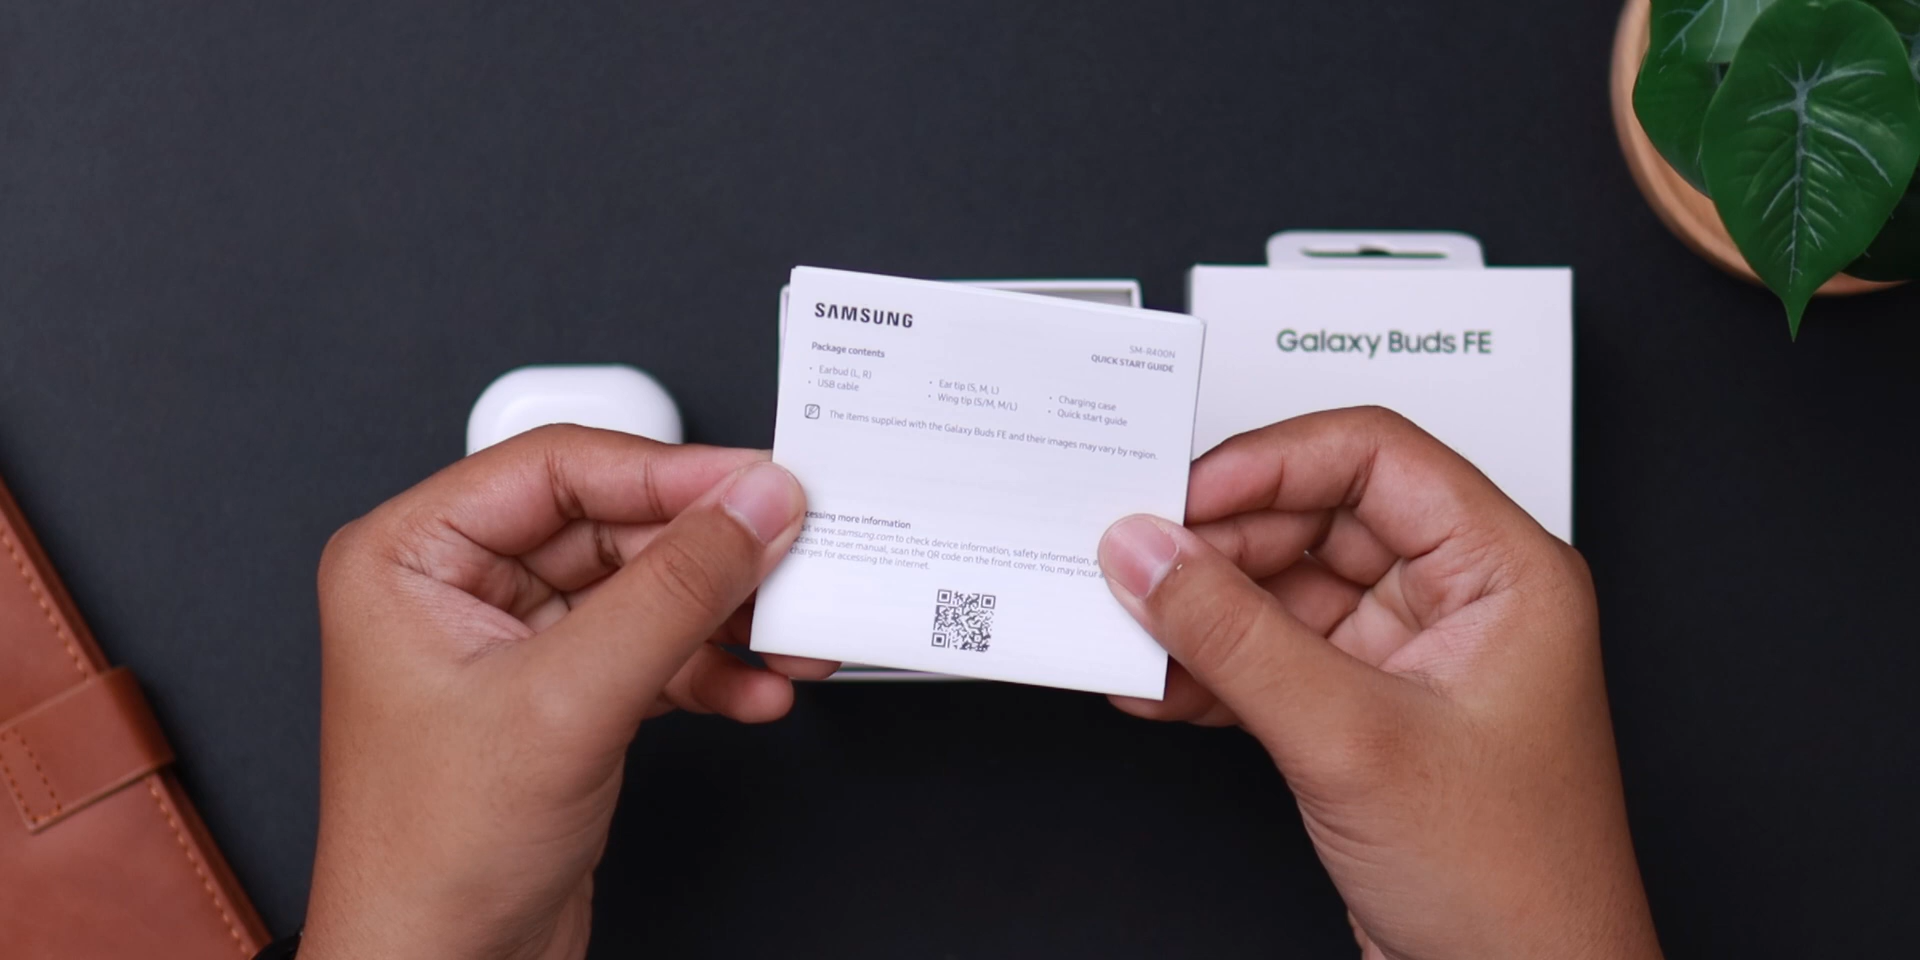 SAMSUNG
SM-R400N
QUICK START GUIDE
Package contents
• Earbud (L, R)
• USB cable
• Ear tip (S, M, L)
• Wing tip (S/M, M/L)
• Charging case
• Quick start guide
The items supplied with the Galaxy Buds FE and their images may vary by region.
cessing more information
www.samsung.com to check device information, safety information,
ccess the user manual, scan the QR code on the front cover. You may incur
charges for accessing the internet.
Galaxy Buds FE